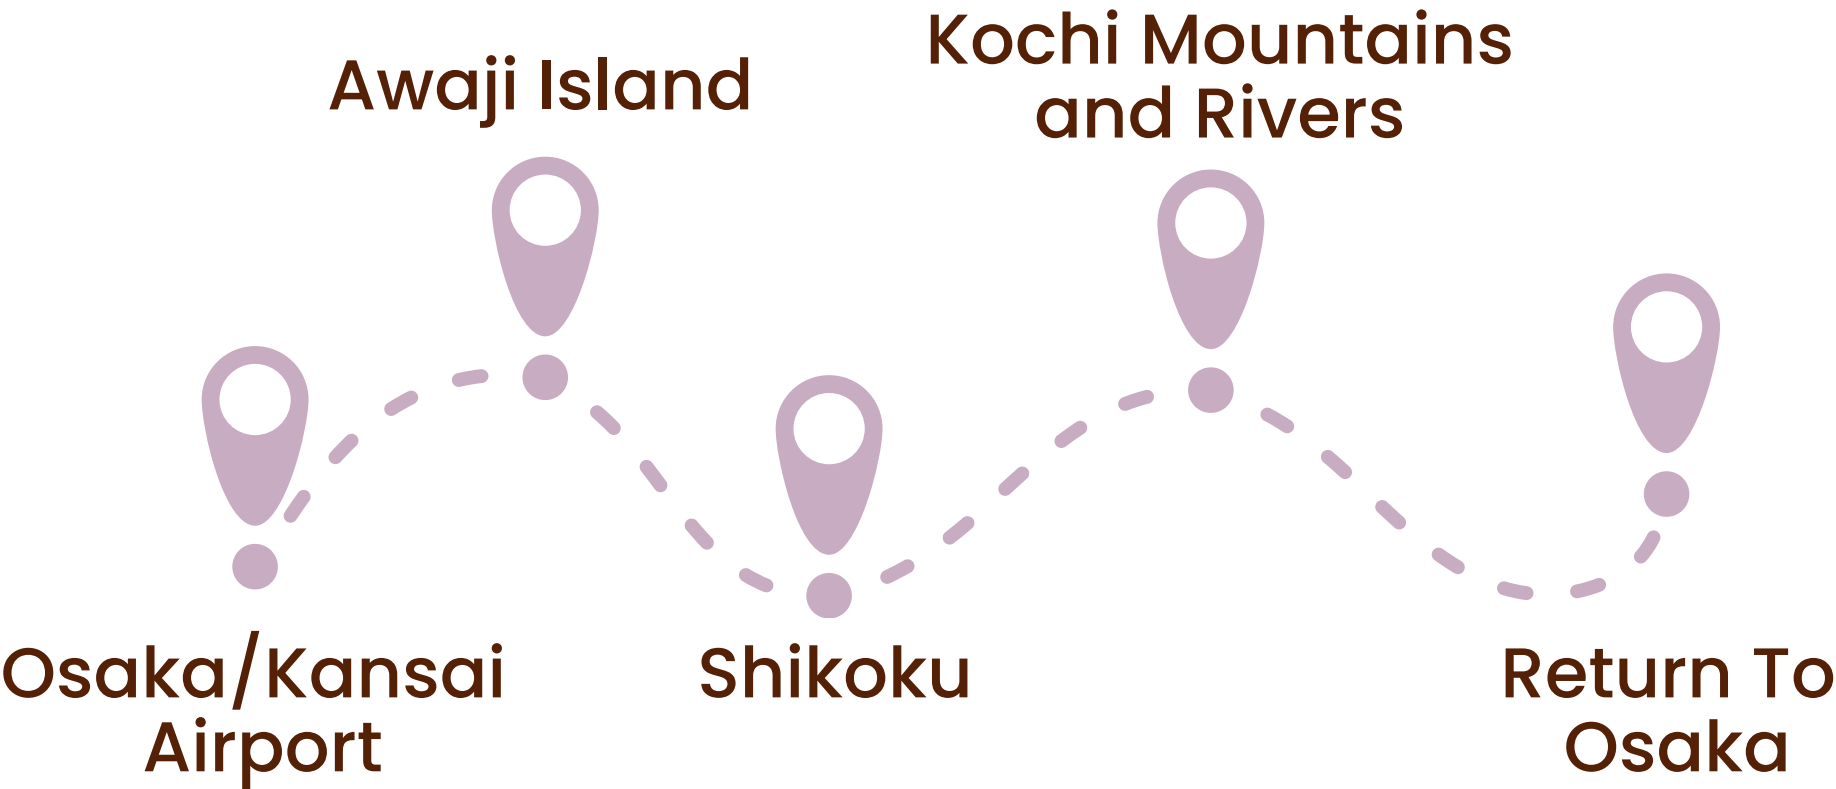 Osaka/Kansai
Airport
Awaji Island
Shikoku
Kochi Mountains
and Rivers
Return To
Osaka